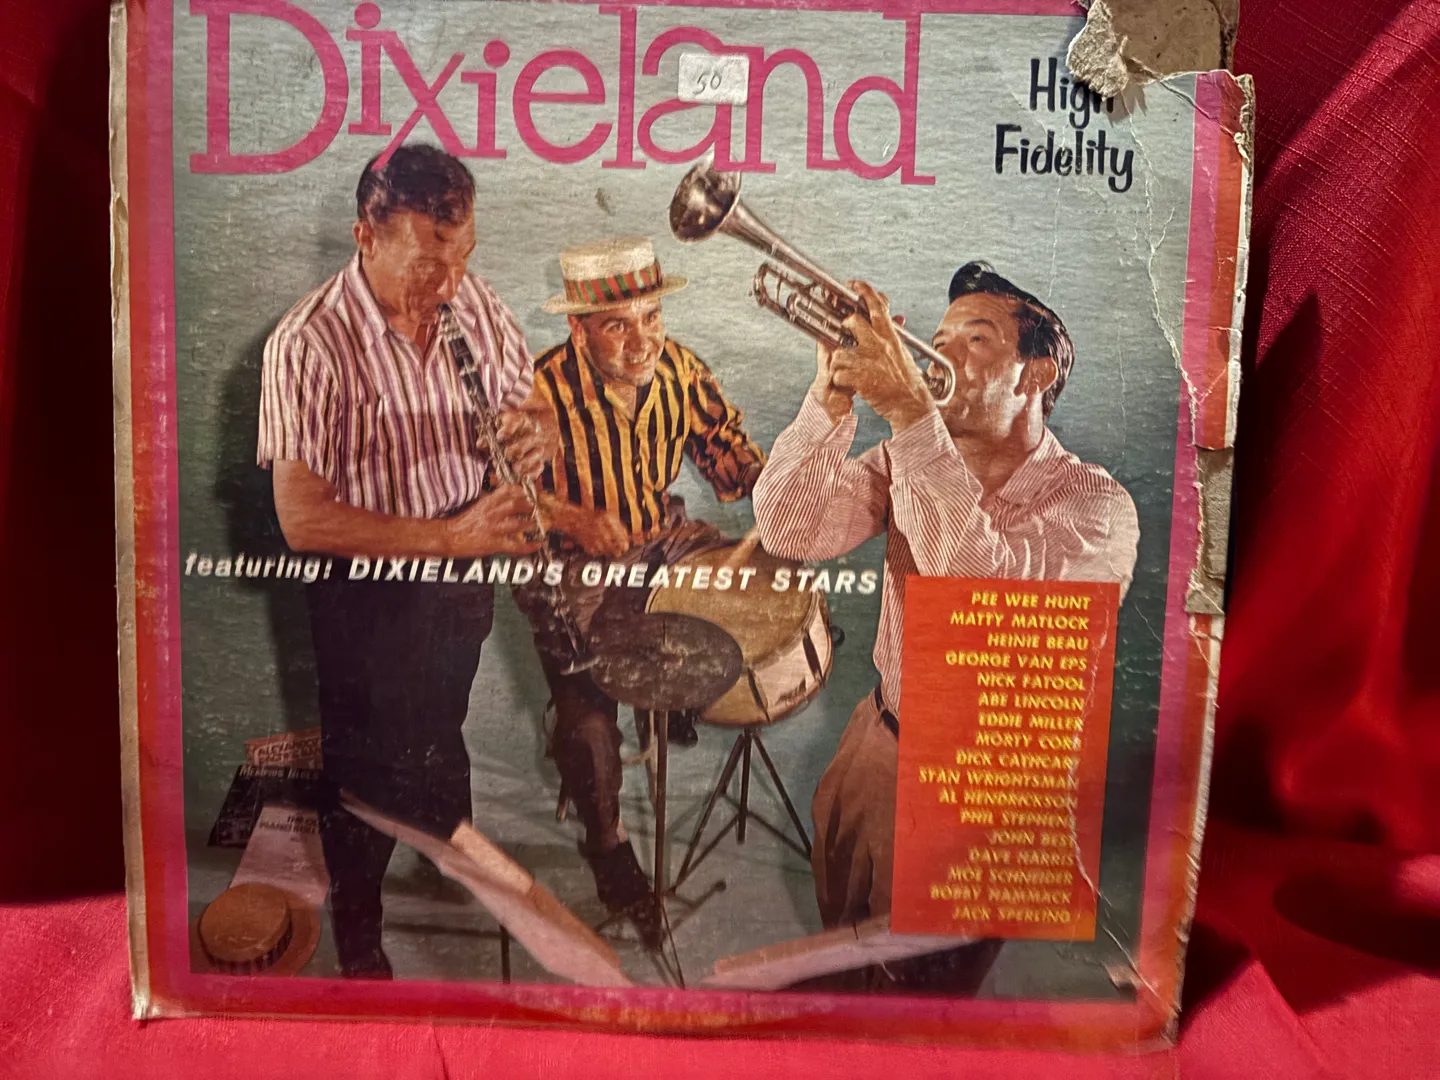 Dixieland
50
High
Fidelity
featuring: DIXIELAND'S GREATEST STARS
PEE WEE HUNT
MATTY MATLOCK
HEINIE BEAU
GEORGE VAN EPS
NICK FATOOL
ABE LINCOLN
EDDIE MILLER
MORTY CORB
DICK CATHCART
STAN WRIGHTSMAN
AL HENDRICKSON
PHIL STEPHENS
JOHN BEST
DAVE HARRIS
MOE SCHNEIDER
BOBBY HAMMACK
JACK SPERLING
MEMPHIS BLUES